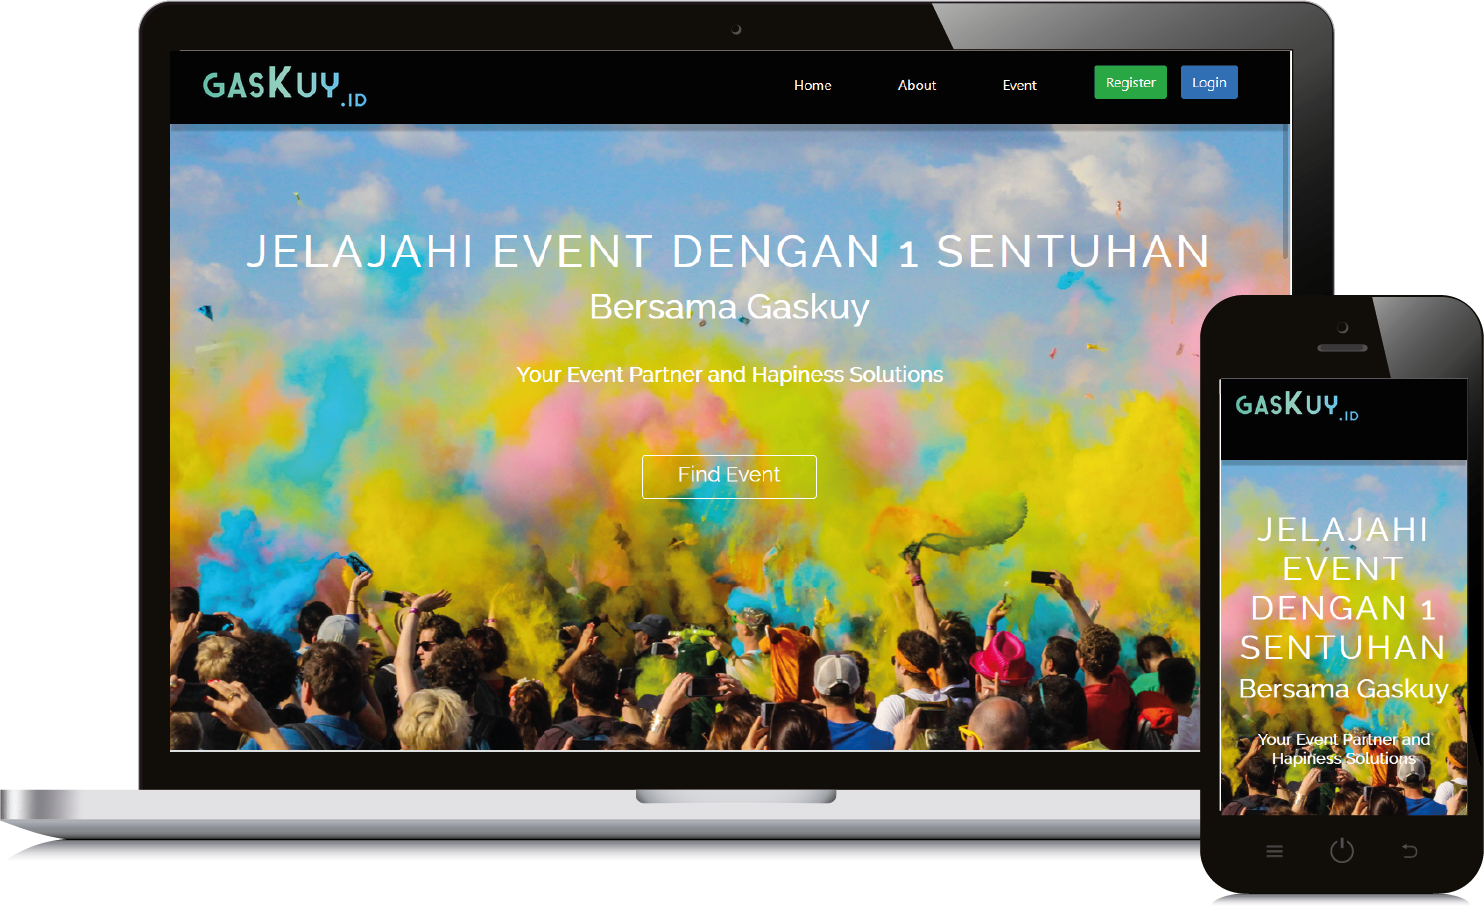 GASKUY.ID
Home About Event Register Login
JELAJAHI EVENT DENGAN 1 SENTUHAN
Bersama Gaskuy
Your Event Partner and Hapiness Solutions
Find Event
GASKUY.ID
JELAJAHI
EVENT
DENGAN 1
SENTUHAN
Bersama Gaskuy
Your Event Partner and
Hapiness Solutions